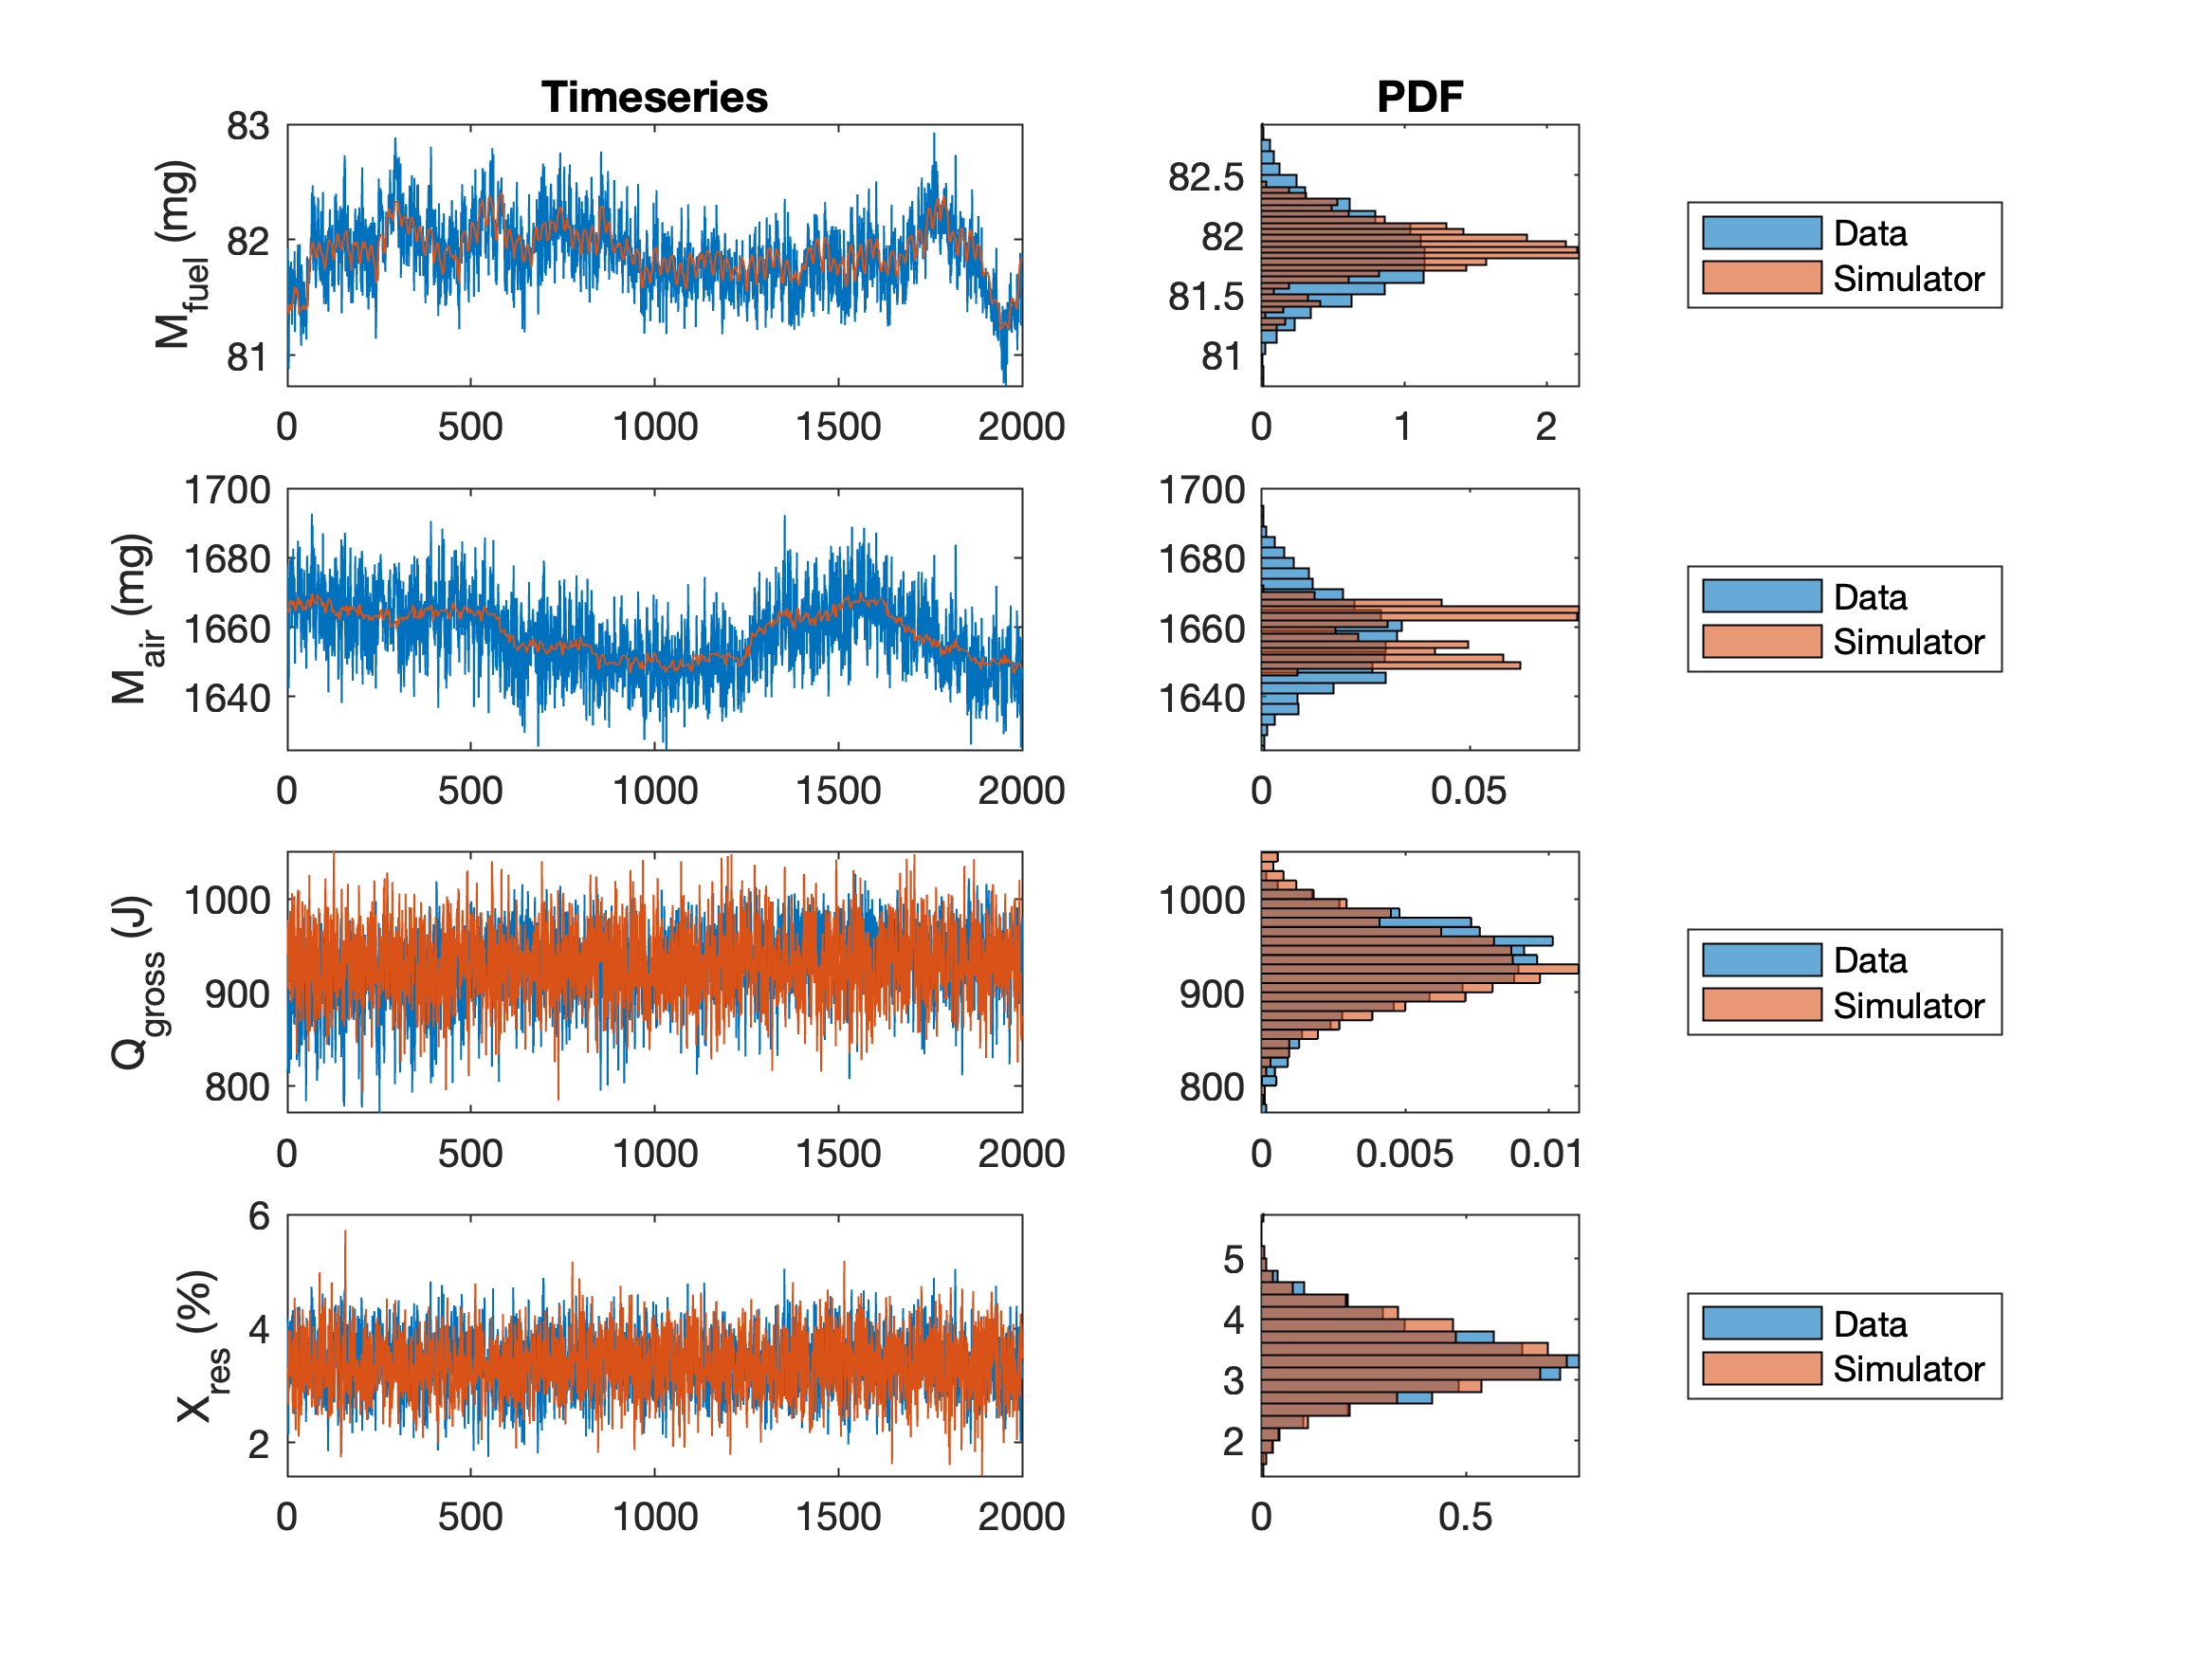 Timeseries
PDF
M_fuel (mg)
83
82
81
0 500 1000 1500 2000
82.5
82
81.5
81
0 1 2
Data
Simulator
M_air (mg)
1700
1680
1660
1640
0 500 1000 1500 2000
1700
1680
1660
1640
0 0.05
Data
Simulator
Q_gross (J)
1000
900
800
0 500 1000 1500 2000
1000
900
800
0 0.005 0.01
Data
Simulator
X_res (%)
6
4
2
0 500 1000 1500 2000
5
4
3
2
0 0.5
Data
Simulator